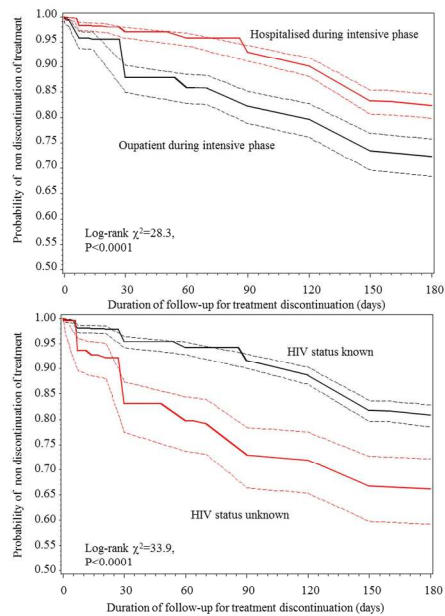 Probability of non discontinuation of treatment
1.00
0.95
0.90
0.85
0.80
0.75
0.70
0.65
0.60
0.55
0.50
Hospitalised during intensive phase
Oupatient during intensive phase
Log-rank χ²=28.3,
P<0.0001
0 30 60 90 120 150 180
Duration of follow-up for treatment discontinuation (days)
Probability of non discontinuation of treatment
1.00
0.95
0.90
0.85
0.80
0.75
0.70
0.65
0.60
0.55
0.50
HIV status known
HIV status unknown
Log-rank χ²=33.9,
P<0.0001
0 30 60 90 120 150 180
Duration of follow-up for treatment discontinuation (days)